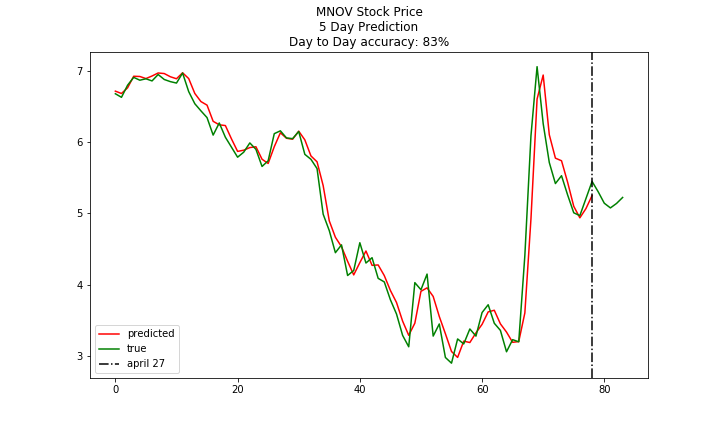 MNOV Stock Price
5 Day Prediction
Day to Day accuracy: 83%
7
6
5
4
3
predicted
true
april 27
0
20
40
60
80